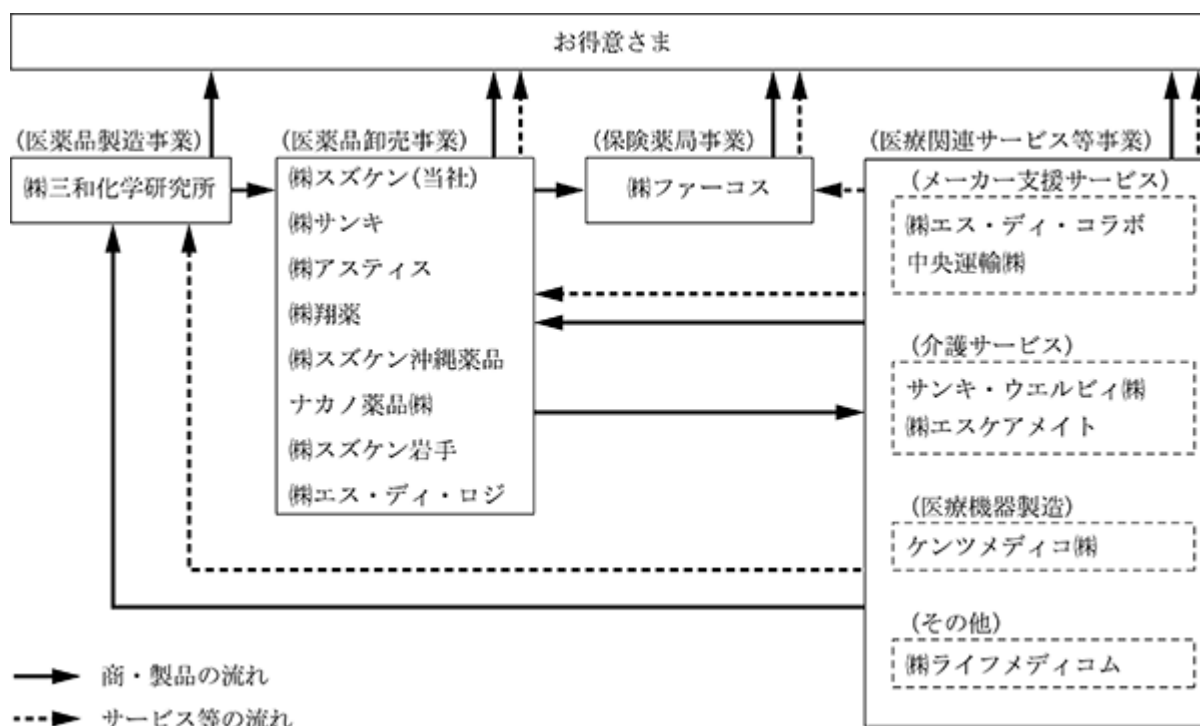 お得意さま
(医薬品製造事業)
㈱三和化学研究所
(医薬品卸売事業)
㈱スズケン(当社)
㈱サンキ
㈱アスティス
㈱翔薬
㈱スズケン沖縄薬品
ナカノ薬品㈱
㈱スズケン岩手
㈱エス・ディ・ロジ
(保険薬局事業)
㈱ファーコス
(医療関連サービス等事業)
(メーカー支援サービス)
㈱エス・ディ・コラボ
中央運輸㈱
(介護サービス)
サンキ・ウエルビィ㈱
㈱エスケアメイト
(医療機器製造)
ケンツメディコ㈱
(その他)
㈱ライフメディコム
商・製品の流れ
サービス等の流れ